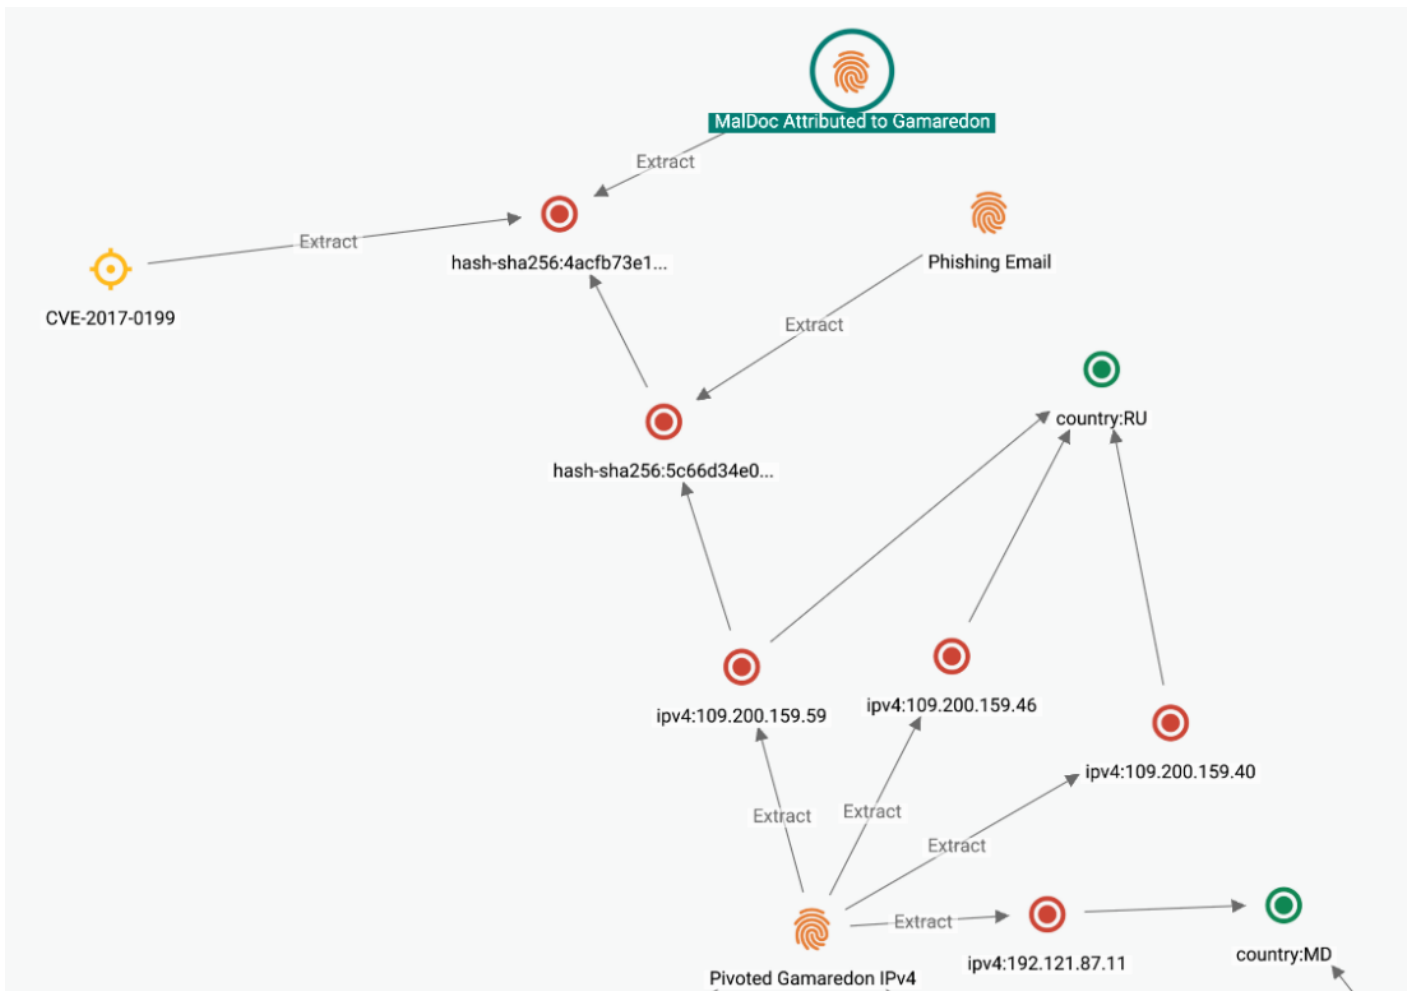 MalDoc Attributed to Gamaredon
Extract
Extract
hash-sha256:4acfb73e1...
Phishing Email
CVE-2017-0199
Extract
country:RU
hash-sha256:5c66d34e0...
ipv4:109.200.159.59
ipv4:109.200.159.46
ipv4:109.200.159.40
Extract
Extract
Extract
Extract
country:MD
ipv4:192.121.87.11
Pivoted Gamaredon IPv4